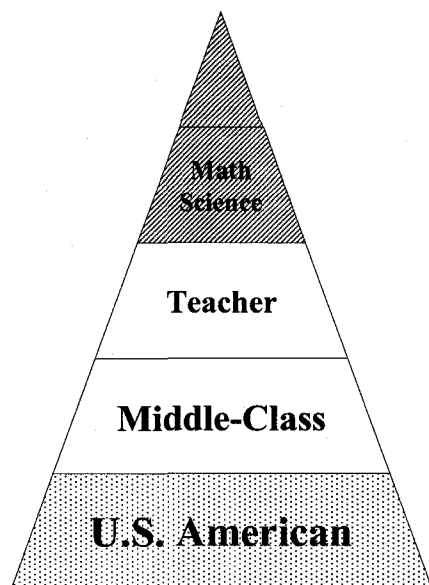 Math
Science
Teacher
Middle-Class
U.S. American